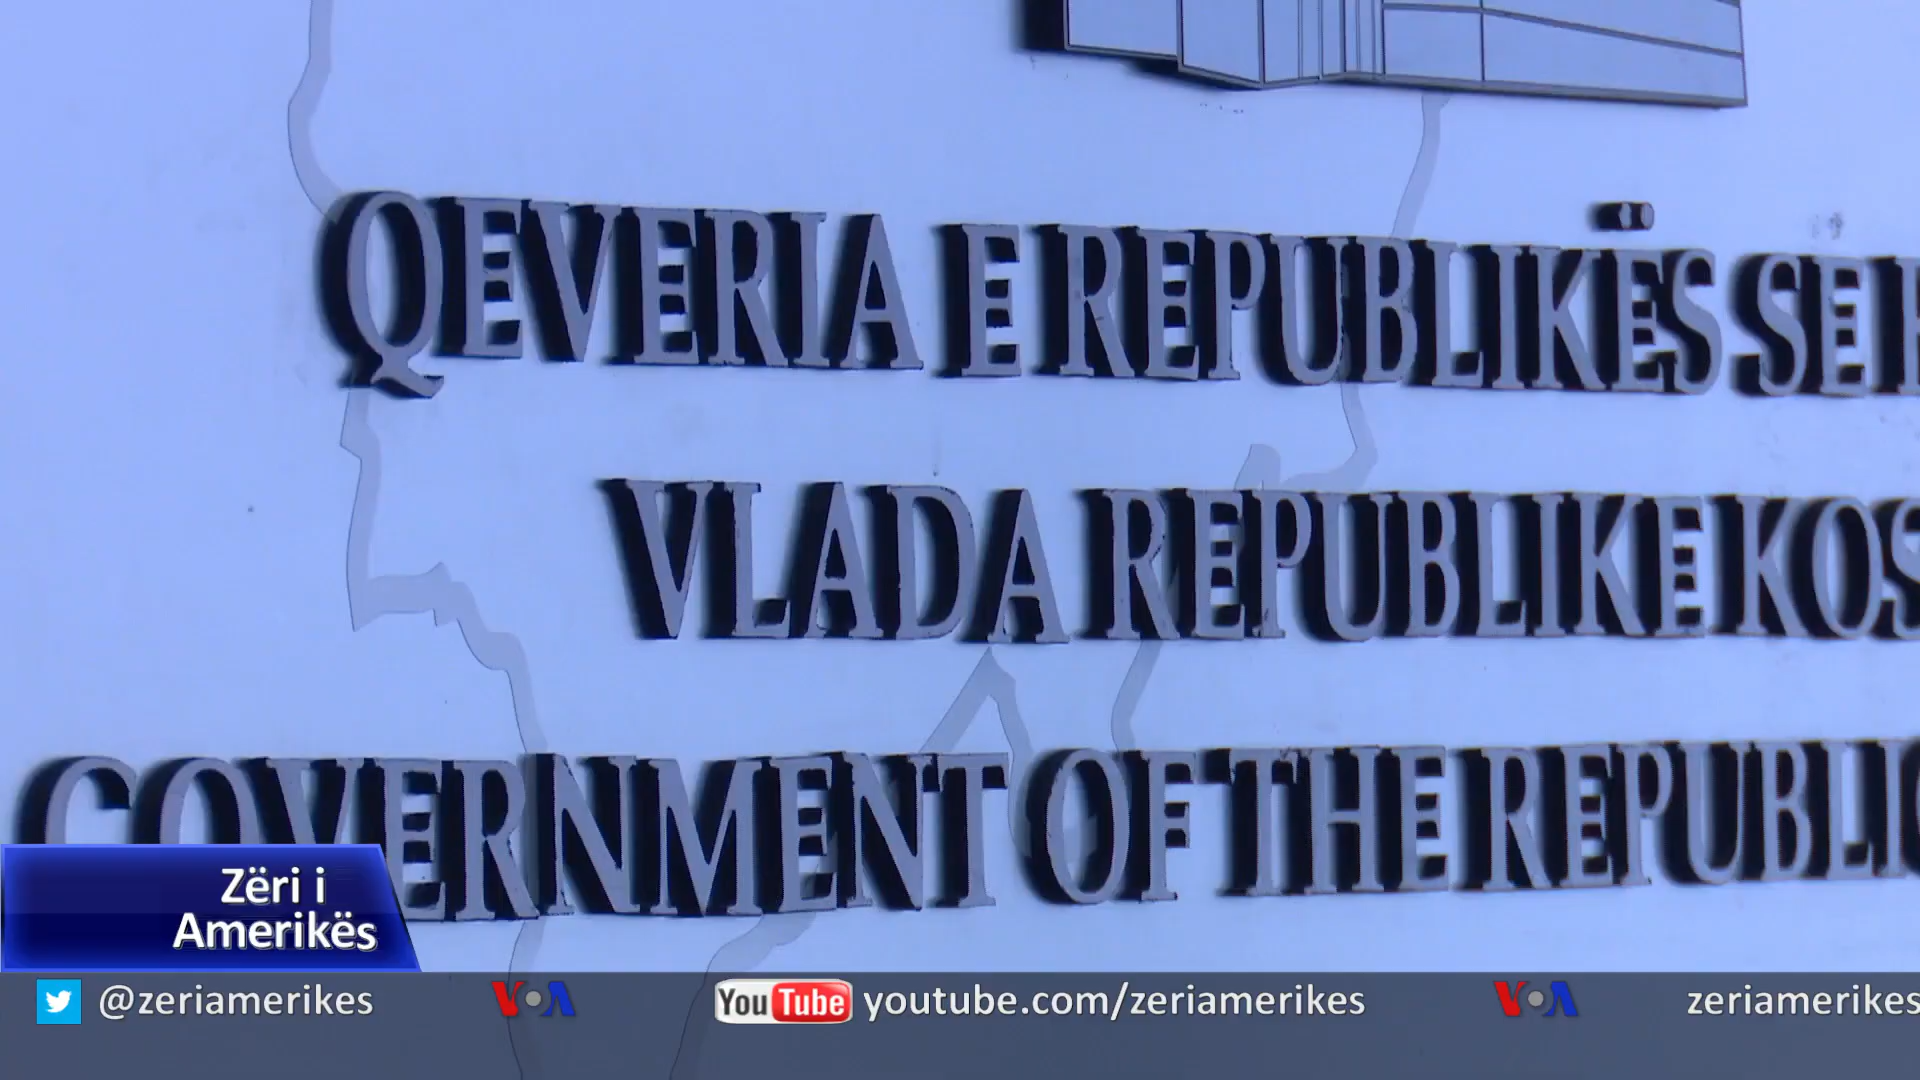 QEVERIA E REPUBLIKËS SE
VLADA REPUBLIKE KOS
GOVERNMENT OF THE REPUBLIC
Zëri i
Amerikës
@zeriamerikes VOA YouTube youtube.com/zeriamerikes VOA zeriamerikes